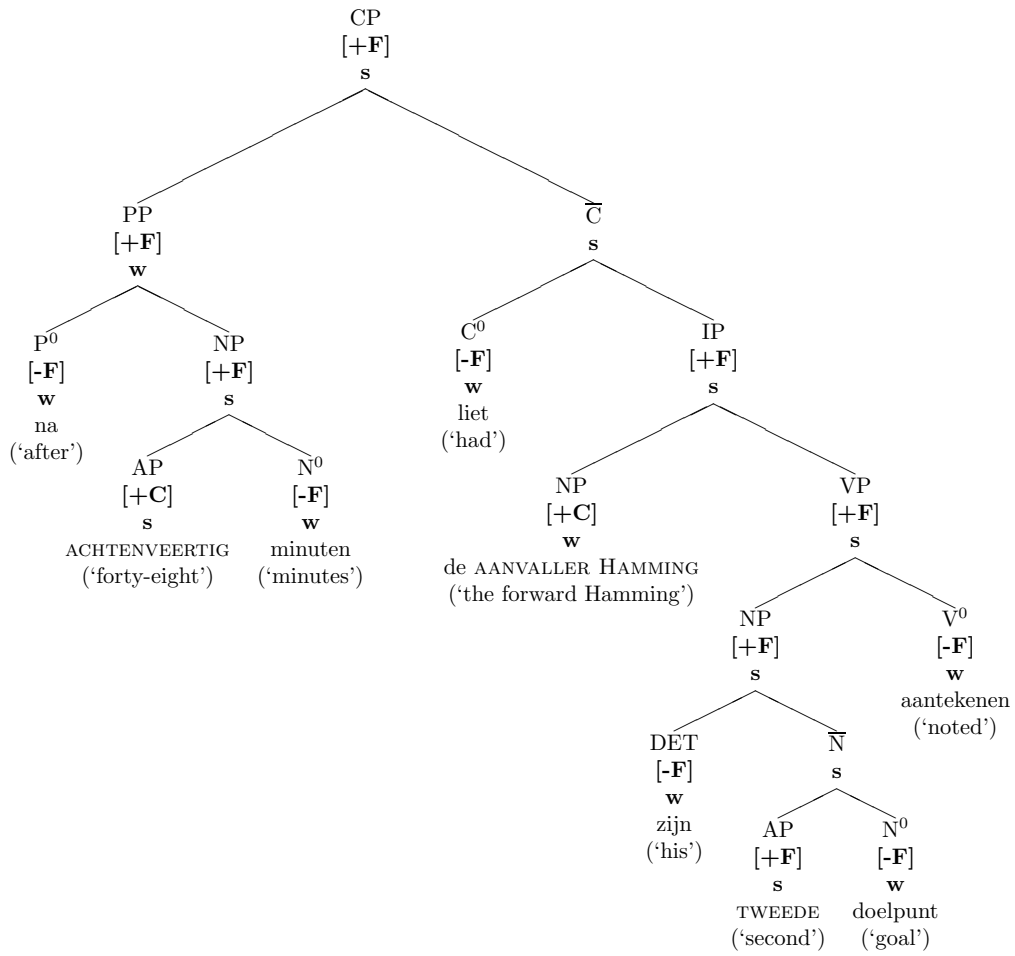 CP
[+F]
s
PP
[+F]
w
C̅
s
P⁰
[-F]
w
na
(‘after’)
NP
[+F]
s
C⁰
[-F]
w
liet
(‘had’)
IP
[+F]
s
AP
[+C]
s
ACHTENVEERTIG
(‘forty-eight’)
N⁰
[-F]
w
minuten
(‘minutes’)
NP
[+C]
w
de AANVALLER HAMMING
(‘the forward Hamming’)
VP
[+F]
s
NP
[+F]
s
V⁰
[-F]
w
aantekenen
(‘noted’)
DET
[-F]
w
zijn
(‘his’)
N̅
s
AP
[+F]
s
TWEEDE
(‘second’)
N⁰
[-F]
w
doelpunt
(‘goal’)